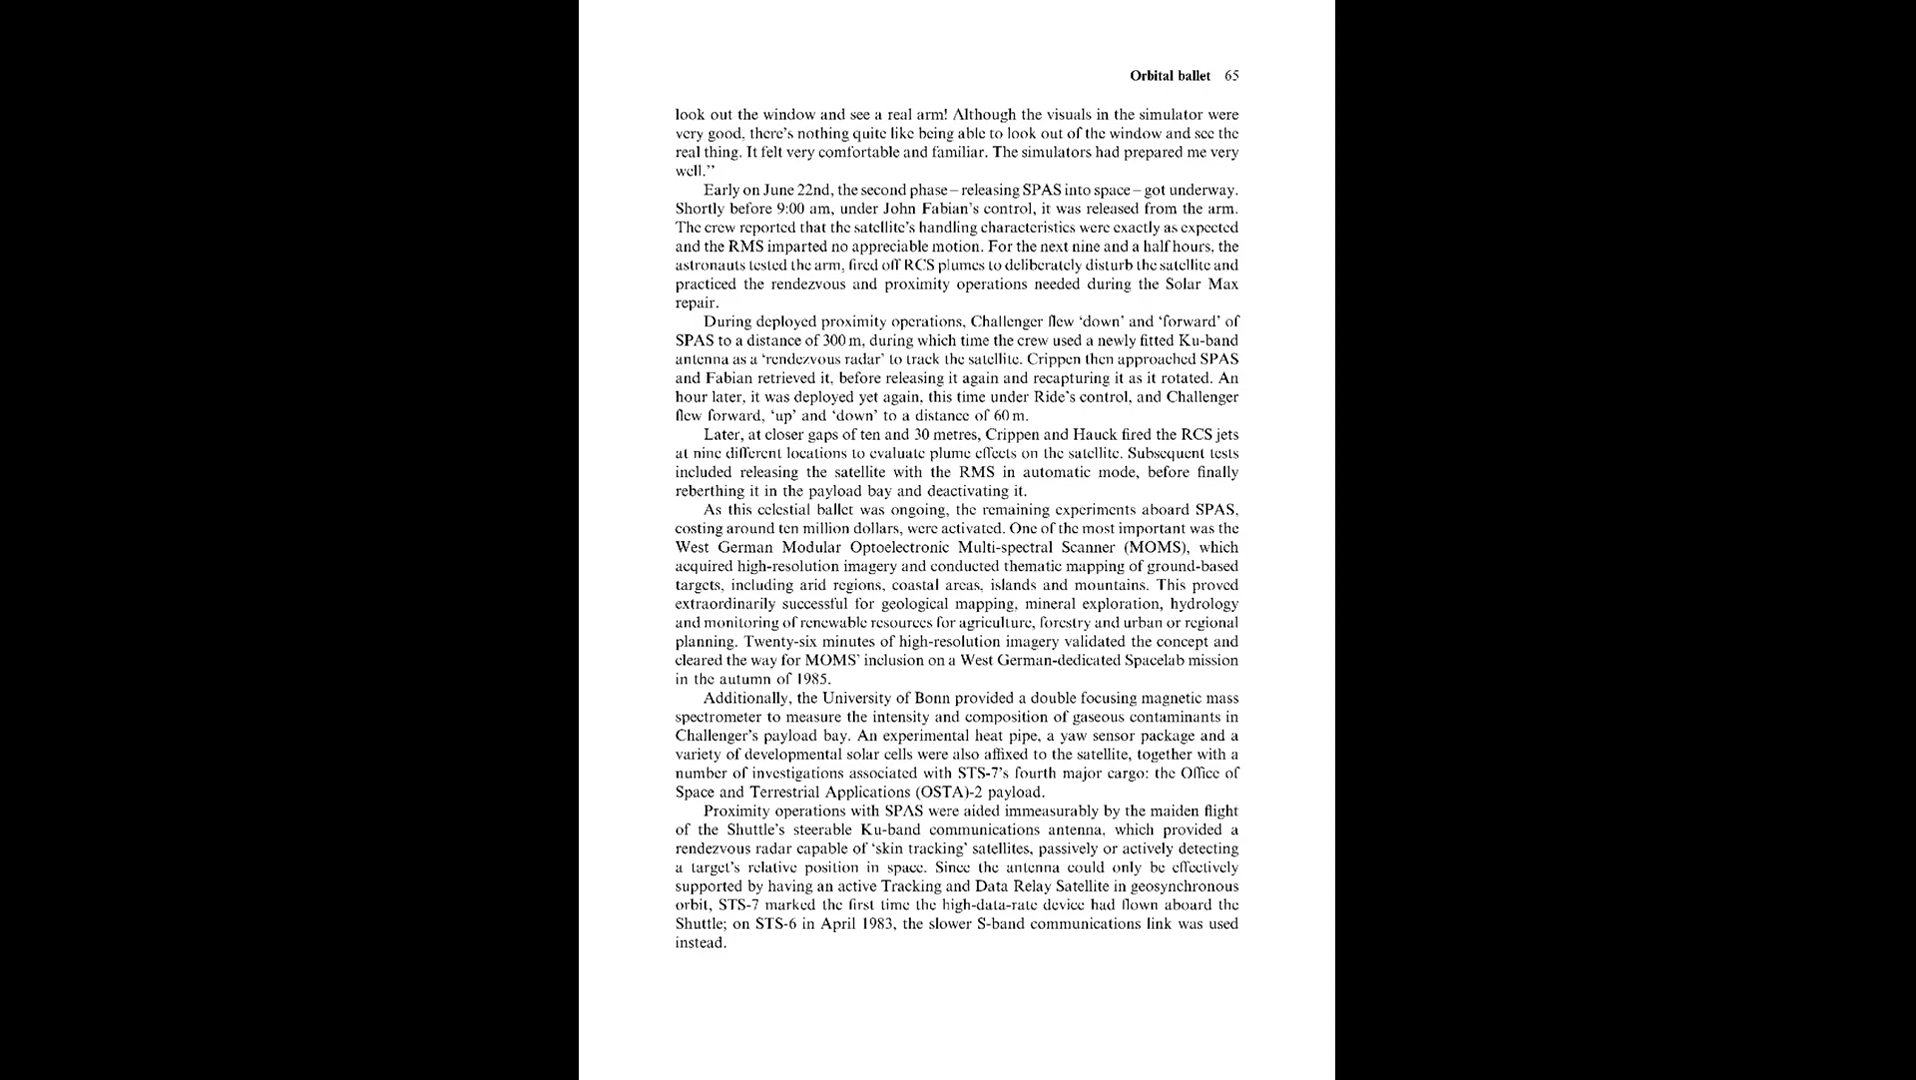 Orbital ballet 65
look out the window and see a real arm! Although the visuals in the simulator were
very good, there's nothing quite like being able to look out of the window and see the
real thing. It felt very comfortable and familiar. The simulators had prepared me very
well.''
Early on June 22nd, the second phase – releasing SPAS into space – got underway.
Shortly before 9:00 am, under John Fabian's control, it was released from the arm.
The crew reported that the satellite's handling characteristics were exactly as expected
and the RMS imparted no appreciable motion. For the next nine and a half hours, the
astronauts tested the arm, fired off RCS plumes to deliberately disturb the satellite and
practiced the rendezvous and proximity operations needed during the Solar Max
repair.
During deployed proximity operations, Challenger flew ‘down’ and ‘forward’ of
SPAS to a distance of 300 m, during which time the crew used a newly fitted Ku-band
antenna as a ‘rendezvous radar’ to track the satellite. Crippen then approached SPAS
and Fabian retrieved it, before releasing it again and recapturing it as it rotated. An
hour later, it was deployed yet again, this time under Ride's control, and Challenger
flew forward, ‘up’ and ‘down’ to a distance of 60 m.
Later, at closer gaps of ten and 30 metres, Crippen and Hauck fired the RCS jets
at nine different locations to evaluate plume effects on the satellite. Subsequent tests
included releasing the satellite with the RMS in automatic mode, before finally
reberthing it in the payload bay and deactivating it.
As this celestial ballet was ongoing, the remaining experiments aboard SPAS,
costing around ten million dollars, were activated. One of the most important was the
West German Modular Optoelectronic Multi-spectral Scanner (MOMS), which
acquired high-resolution imagery and conducted thematic mapping of ground-based
targets, including arid regions, coastal areas, islands and mountains. This proved
extraordinarily successful for geological mapping, mineral exploration, hydrology
and monitoring of renewable resources for agriculture, forestry and urban or regional
planning. Twenty-six minutes of high-resolution imagery validated the concept and
cleared the way for MOMS' inclusion on a West German-dedicated Spacelab mission
in the autumn of 1985.
Additionally, the University of Bonn provided a double focusing magnetic mass
spectrometer to measure the intensity and composition of gaseous contaminants in
Challenger's payload bay. An experimental heat pipe, a yaw sensor package and a
variety of developmental solar cells were also affixed to the satellite, together with a
number of investigations associated with STS-7's fourth major cargo: the Office of
Space and Terrestrial Applications (OSTA)-2 payload.
Proximity operations with SPAS were aided immeasurably by the maiden flight
of the Shuttle's steerable Ku-band communications antenna, which provided a
rendezvous radar capable of ‘skin tracking’ satellites, passively or actively detecting
a target's relative position in space. Since the antenna could only be effectively
supported by having an active Tracking and Data Relay Satellite in geosynchronous
orbit, STS-7 marked the first time the high-data-rate device had flown aboard the
Shuttle; on STS-6 in April 1983, the slower S-band communications link was used
instead.